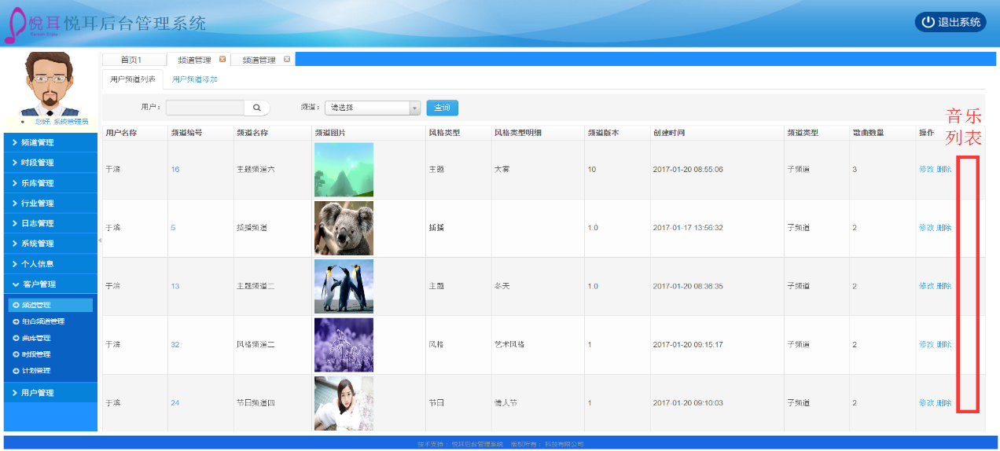 悦耳 悦耳后台管理系统
退出系统
首页1 频道管理 频道管理
用户频道列表 用户频道添加
您好, 系统管理员
用户： 频道： 请选择 查询
音乐
列表
频道管理
时段管理
乐库管理
行业管理
日志管理
系统管理
个人信息
客户管理
频道管理
组合频道管理
曲库管理
时段管理
计划管理
用户管理
用户名称 频道编号 频道名称 频道图片 风格类型 风格类型明细 频道版本 创建时间 频道类型 歌曲数量 操作
于滨 16 主题频道六 主题 大雾 10 2017-01-20 08:55:06 子频道 3 修改 删除
于滨 5 插播频道 插播 1.0 2017-01-17 13:56:32 子频道 2 修改 删除
于滨 13 主题频道二 主题 冬天 1.0 2017-01-20 08:36:35 子频道 2 修改 删除
于滨 32 风格频道二 风格 艺术风格 1 2017-01-20 09:15:17 子频道 2 修改 删除
于滨 24 节日频道四 节日 情人节 1 2017-01-20 09:10:03 子频道 2 修改 删除
技术支持： 悦耳后台管理系统 版权所有： 科技有限公司